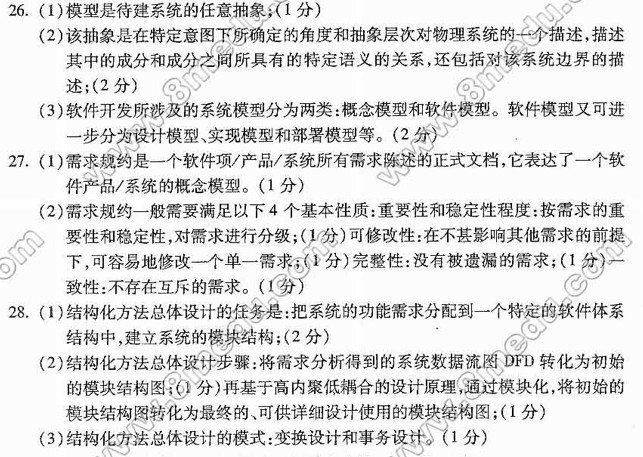 26. (1)模型是待建系统的任意抽象;(1分)
(2)该抽象是在特定意图下所确定的角度和抽象层次对物理系统的一个描述,描述
其中的成分和成分之间所具有的特定语义的关系,还包括对该系统边界的描
述;(2分)
(3)软件开发所涉及的系统模型分为两类:概念模型和软件模型。软件模型又可进
一步分为设计模型、实现模型和部署模型等。(2分)
27. (1)需求规约是一个软件项/产品/系统所有需求陈述的正式文档,它表达了一个软
件产品/系统的概念模型。(1分)
(2)需求规约一般需要满足以下4个基本性质:重要性和稳定性程度:按需求的重
要性和稳定性,对需求进行分级;(1分)可修改性:在不甚影响其他需求的前提
下,可容易地修改一个单一需求;(1分)完整性:没有被遗漏的需求;(1分)一
致性:不存在互斥的需求。(1分)
28. (1)结构化方法总体设计的任务是:把系统的功能需求分配到一个特定的软件体系
结构中,建立系统的模块结构;(2分)
(2)结构化方法总体设计步骤:将需求分析得到的系统数据流图DFD转化为初始
的模块结构图;(1分)再基于高内聚低耦合的设计原理,通过模块化,将初始的
模块结构图转化为最终的、可供详细设计使用的模块结构图;(1分)
(3)结构化方法总体设计的模式:变换设计和事务设计。(1分)
www.8medu.com